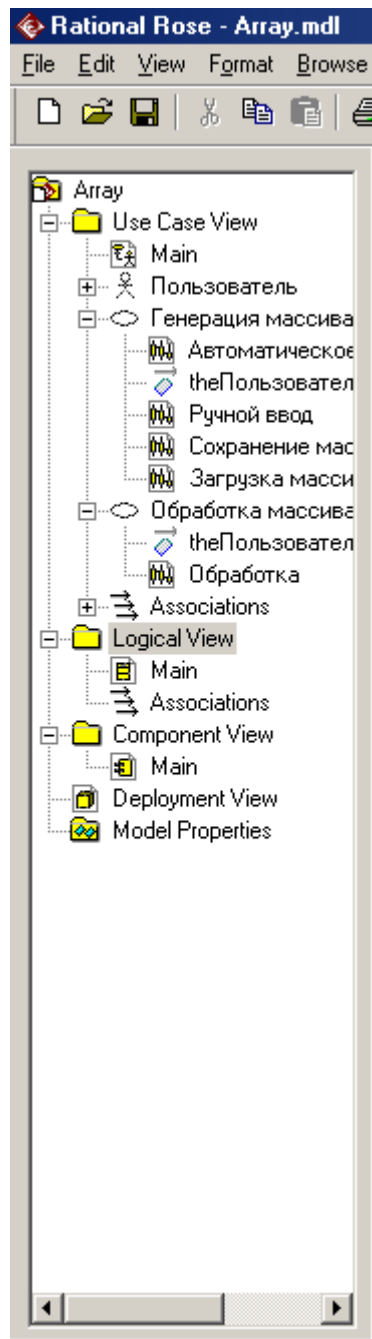 Rational Rose - Array.mdl
File Edit View Format Browse
Array
Use Case View
Main
Пользователь
Генерация массива
Автоматическое
theПользовател
Ручной ввод
Сохранение мас
Загрузка масси
Обработка массива
theПользовател
Обработка
Associations
Logical View
Main
Associations
Component View
Main
Deployment View
Model Properties